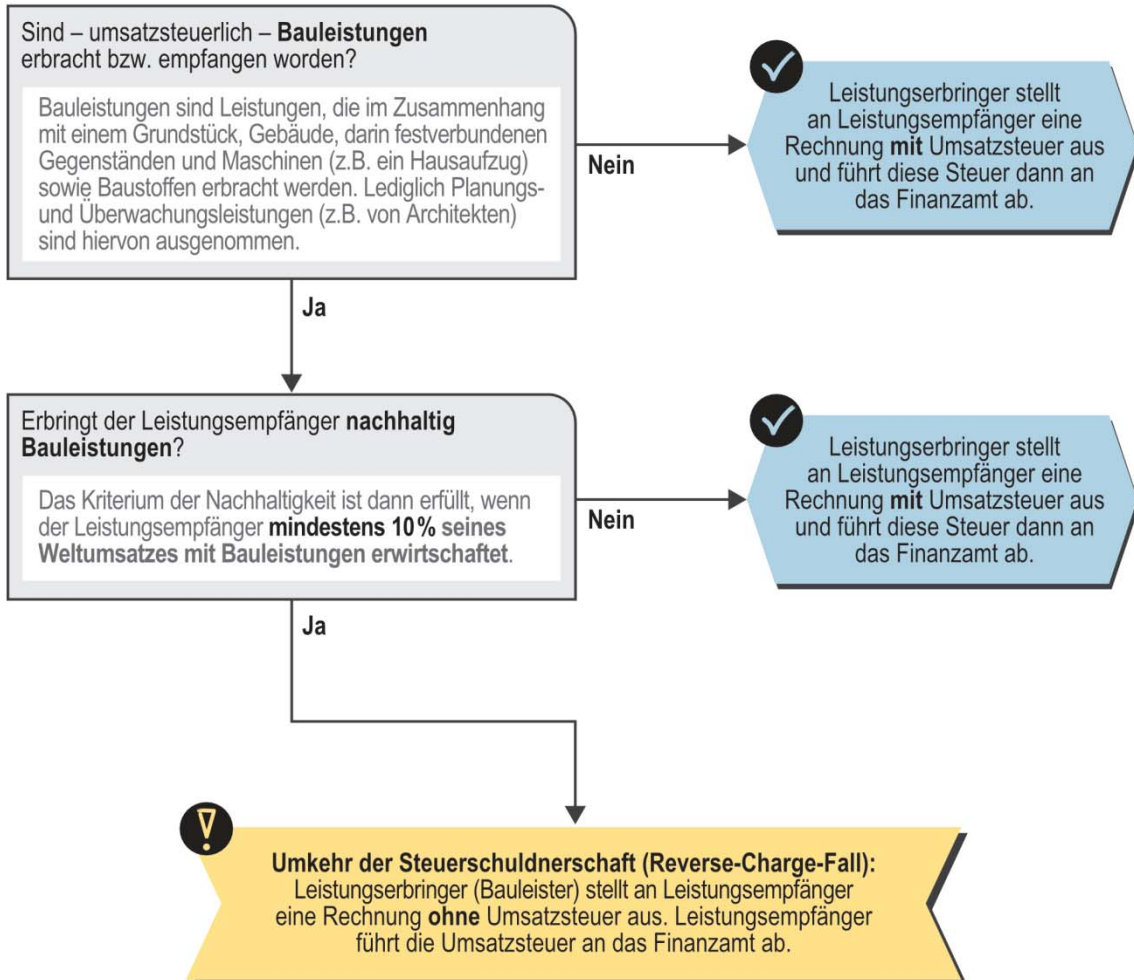 Sind – umsatzsteuerlich – Bauleistungen
erbracht bzw. empfangen worden?
Bauleistungen sind Leistungen, die im Zusammenhang
mit einem Grundstück, Gebäude, darin festverbundenen
Gegenständen und Maschinen (z.B. ein Hausaufzug)
sowie Baustoffen erbracht werden. Lediglich Planungs-
und Überwachungsleistungen (z.B. von Architekten)
sind hiervon ausgenommen.
Nein
Leistungserbringer stellt
an Leistungsempfänger eine
Rechnung mit Umsatzsteuer aus
und führt diese Steuer dann an
das Finanzamt ab.
Ja
Erbringt der Leistungsempfänger nachhaltig
Bauleistungen?
Das Kriterium der Nachhaltigkeit ist dann erfüllt, wenn
der Leistungsempfänger mindestens 10% seines
Weltumsatzes mit Bauleistungen erwirtschaftet.
Nein
Leistungserbringer stellt
an Leistungsempfänger eine
Rechnung mit Umsatzsteuer aus
und führt diese Steuer dann an
das Finanzamt ab.
Ja
Umkehr der Steuerschuldnerschaft (Reverse-Charge-Fall):
Leistungserbringer (Bauleister) stellt an Leistungsempfänger
eine Rechnung ohne Umsatzsteuer aus. Leistungsempfänger
führt die Umsatzsteuer an das Finanzamt ab.